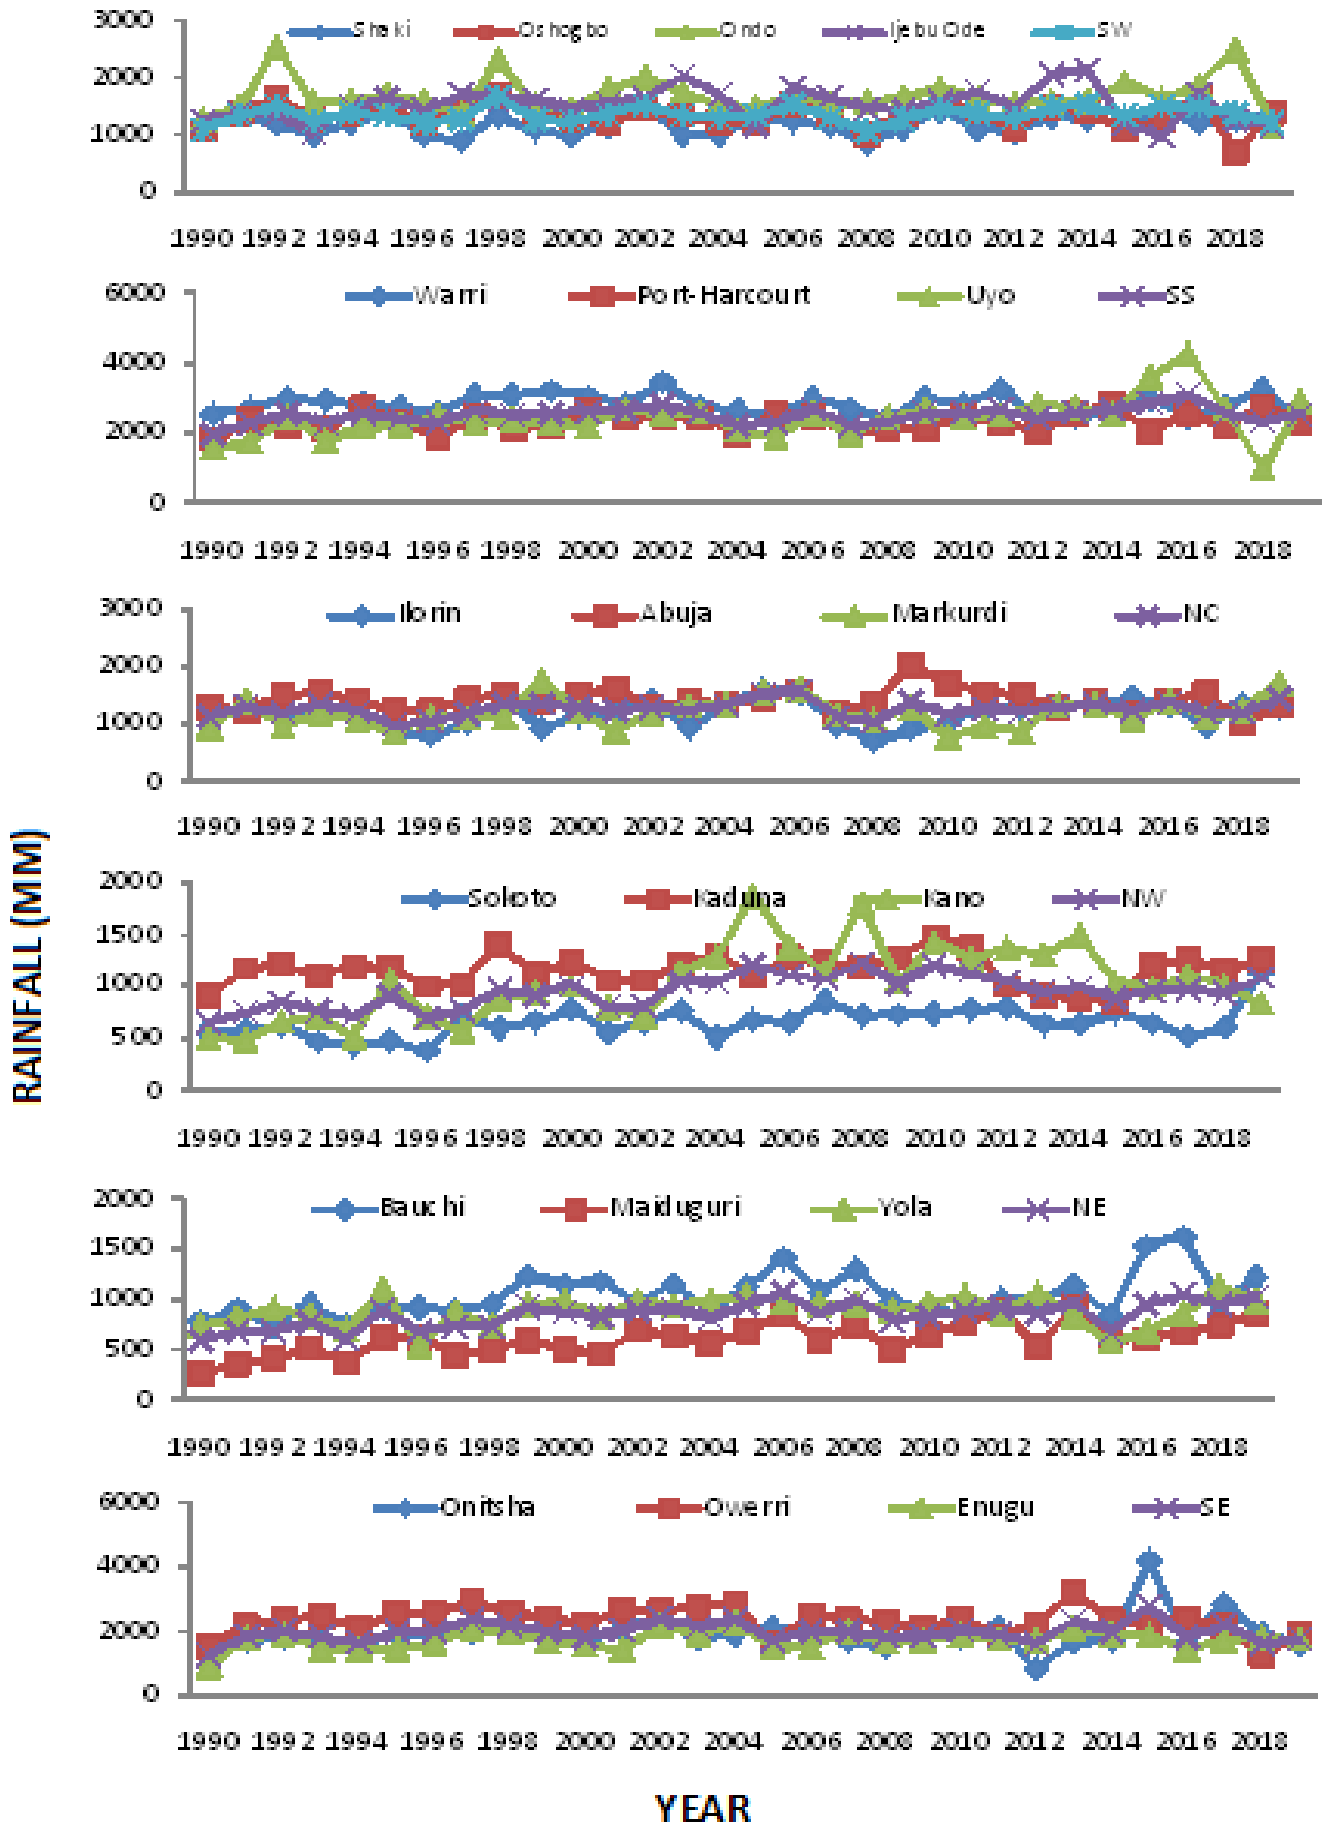 3000
Shaki Oshogbo Ondo Ijebu Ode SW
2000
1000
0
1990 1992 1994 1996 1998 2000 2002 2004 2006 2008 2010 2012 2014 2016 2018
6000
Warri Port-Harcourt Uyo SS
4000
2000
0
1990 1992 1994 1996 1998 2000 2002 2004 2006 2008 2010 2012 2014 2016 2018
3000
Ilorin Abuja Markurdi NC
2000
1000
0
1990 1992 1994 1996 1998 2000 2002 2004 2006 2008 2010 2012 2014 2016 2018
RAINFALL (MM)
2000
Sokoto Kaduna Kano NW
1500
1000
500
0
1990 1992 1994 1996 1998 2000 2002 2004 2006 2008 2010 2012 2014 2016 2018
2000
Bauchi Maiduguri Yola NE
1500
1000
500
0
1990 1992 1994 1996 1998 2000 2002 2004 2006 2008 2010 2012 2014 2016 2018
6000
Onitsha Owerri Enugu SE
4000
2000
0
1990 1992 1994 1996 1998 2000 2002 2004 2006 2008 2010 2012 2014 2016 2018
YEAR